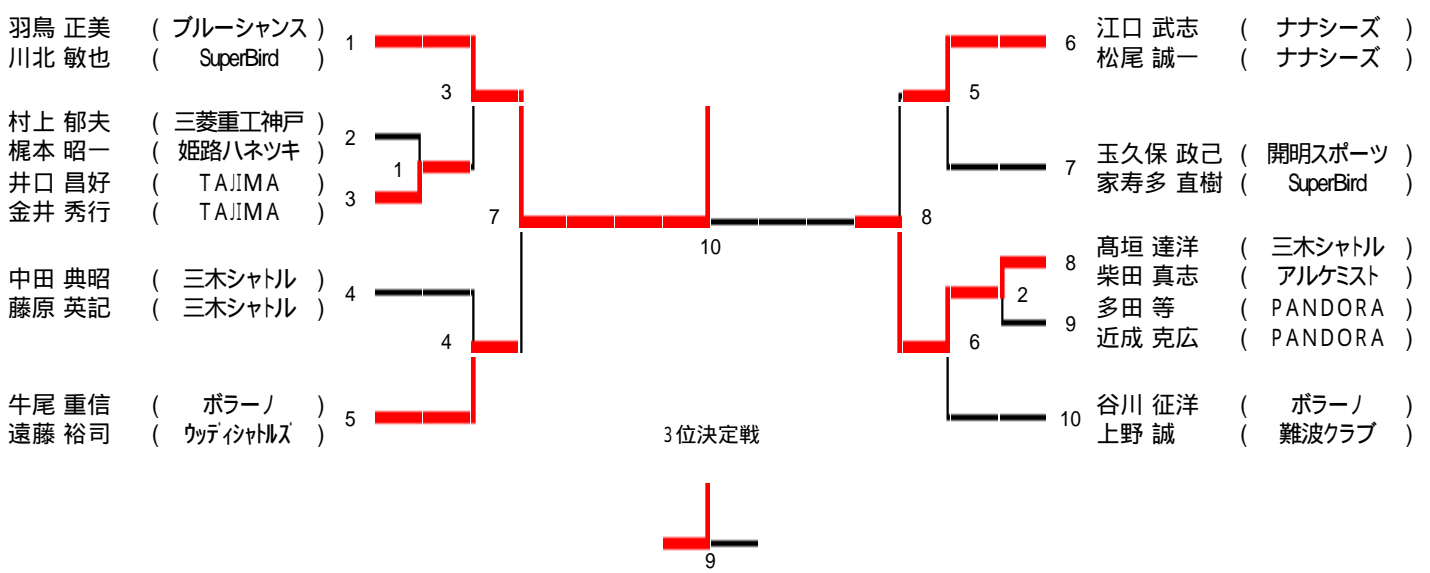 羽鳥 正美 ( ブルーシャンス ) 1
川北 敏也 ( SuperBird )
3
村上 郁夫 ( 三菱重工神戸 ) 2
梶本 昭一 ( 姫路ハネツキ )
1
井口 昌好 ( TAJIMA ) 3
金井 秀行 ( TAJIMA )
7
中田 典昭 ( 三木シャトル ) 4
藤原 英記 ( 三木シャトル )
4
牛尾 重信 ( ボラーノ ) 5
遠藤 裕司 ( ウッディシャトルズ )
10
3位決定戦
9
6 江口 武志 ( ナナシーズ )
松尾 誠一 ( ナナシーズ )
5
7 玉久保 政己 ( 開明スポーツ )
家寿多 直樹 ( SuperBird )
8
8 髙垣 達洋 ( 三木シャトル )
柴田 真志 ( アルケミスト )
2
9 多田 等 ( PANDORA )
近成 克広 ( PANDORA )
6
10 谷川 征洋 ( ボラーノ )
上野 誠 ( 難波クラブ )